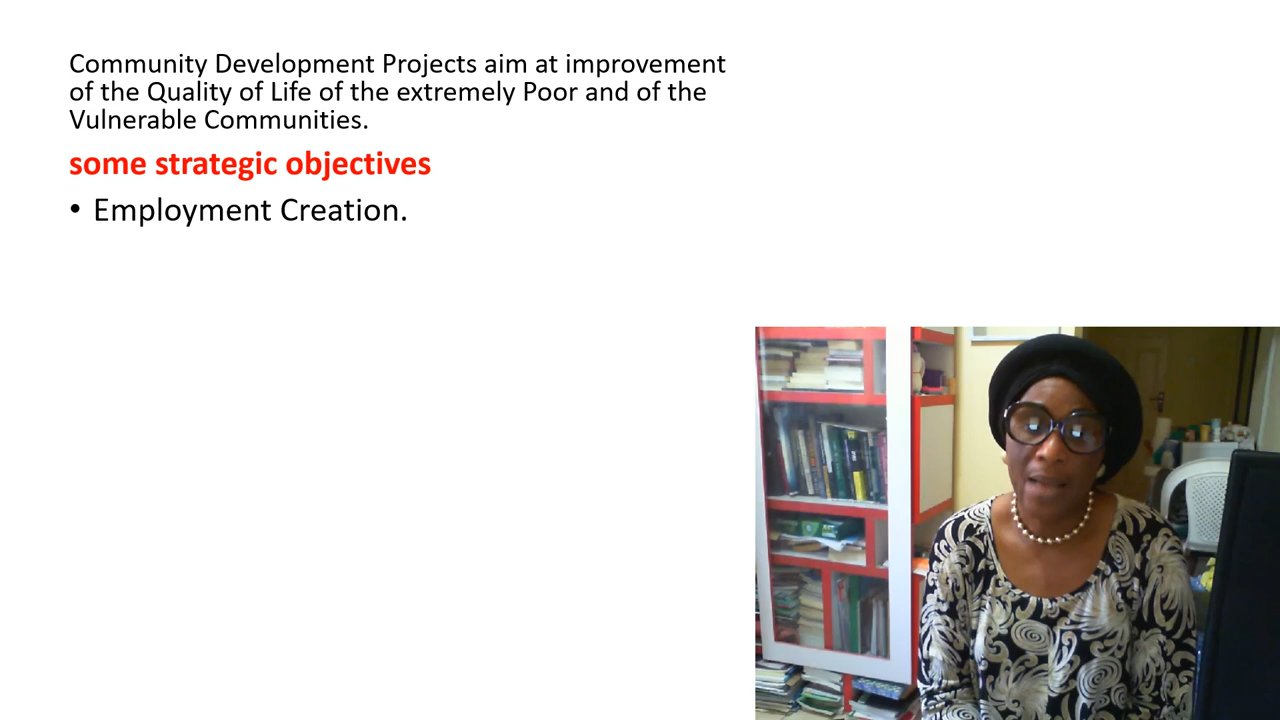 Community Development Projects aim at improvement
of the Quality of Life of the extremely Poor and of the
Vulnerable Communities.
some strategic objectives
• Employment Creation.